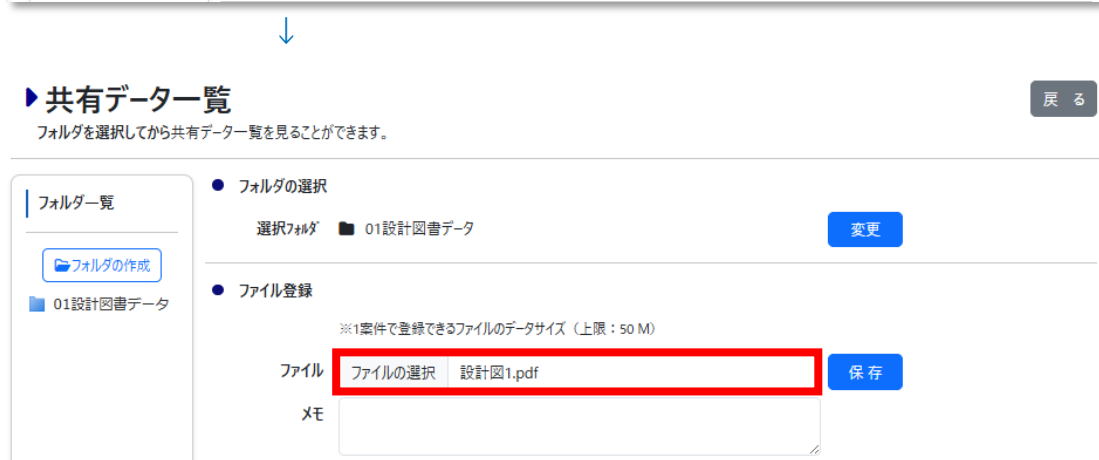 ↓
共有データ一覧
戻 る
フォルダを選択してから共有データ一覧を見ることができます。
フォルダ一覧
フォルダの作成
01設計図書データ
フォルダの選択
選択ﾌｫﾙﾀﾞ 01設計図書データ 変更
ファイル登録
※1案件で登録できるファイルのデータサイズ（上限：50 M）
ファイル ファイルの選択 設計図1.pdf 保 存
メモ